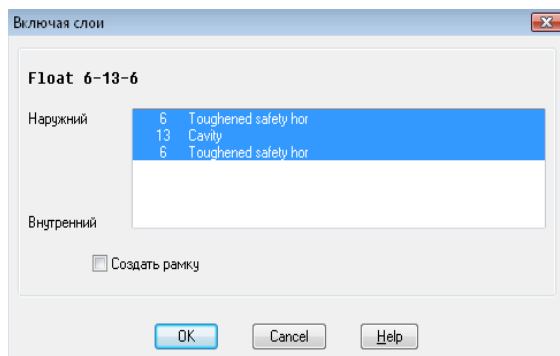 Включая слои
Float 6-13-6
Наружний
6 Toughened safety hor
13 Cavity
6 Toughened safety hor
Внутренний
Создать рамку
OK Cancel Help